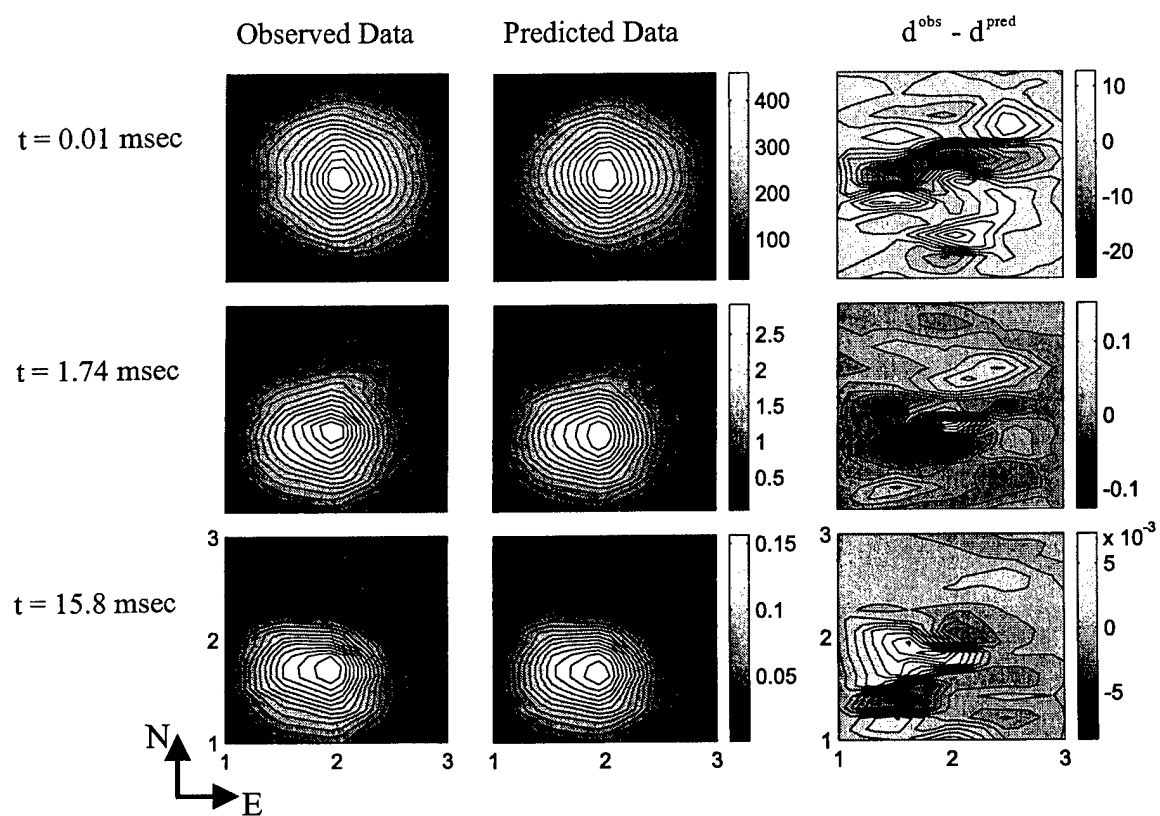 Observed Data Predicted Data d^obs - d^pred
t = 0.01 msec
400
300
200
100
10
0
-10
-20
t = 1.74 msec
2.5
2
1.5
1
0.5
0.1
0
-0.1
t = 15.8 msec
3
2
1
0.15
0.1
0.05
3
2
1
x 10^-3
5
0
-5
1 2 3
1 2 3
1 2 3
N
E